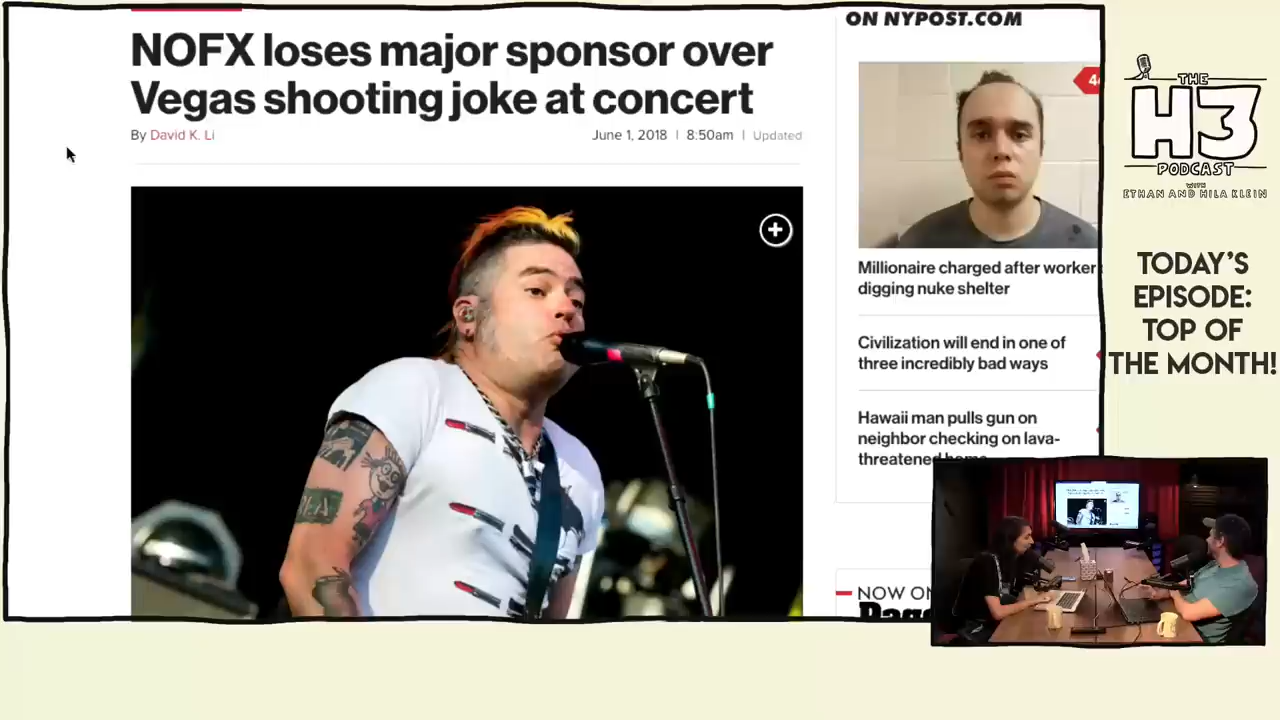 NOFX loses major sponsor over
Vegas shooting joke at concert
By David K. Li
June 1, 2018 | 8:50am | Updated
ON NYPOST.COM
Millionaire charged after worker
digging nuke shelter
Civilization will end in one of
three incredibly bad ways
Hawaii man pulls gun on
neighbor checking on lava-
threatened home
NOW ON
THE
H3
PODCAST
WITH
ETHAN AND HILA KLEIN
TODAY'S
EPISODE:
TOP OF
THE MONTH!